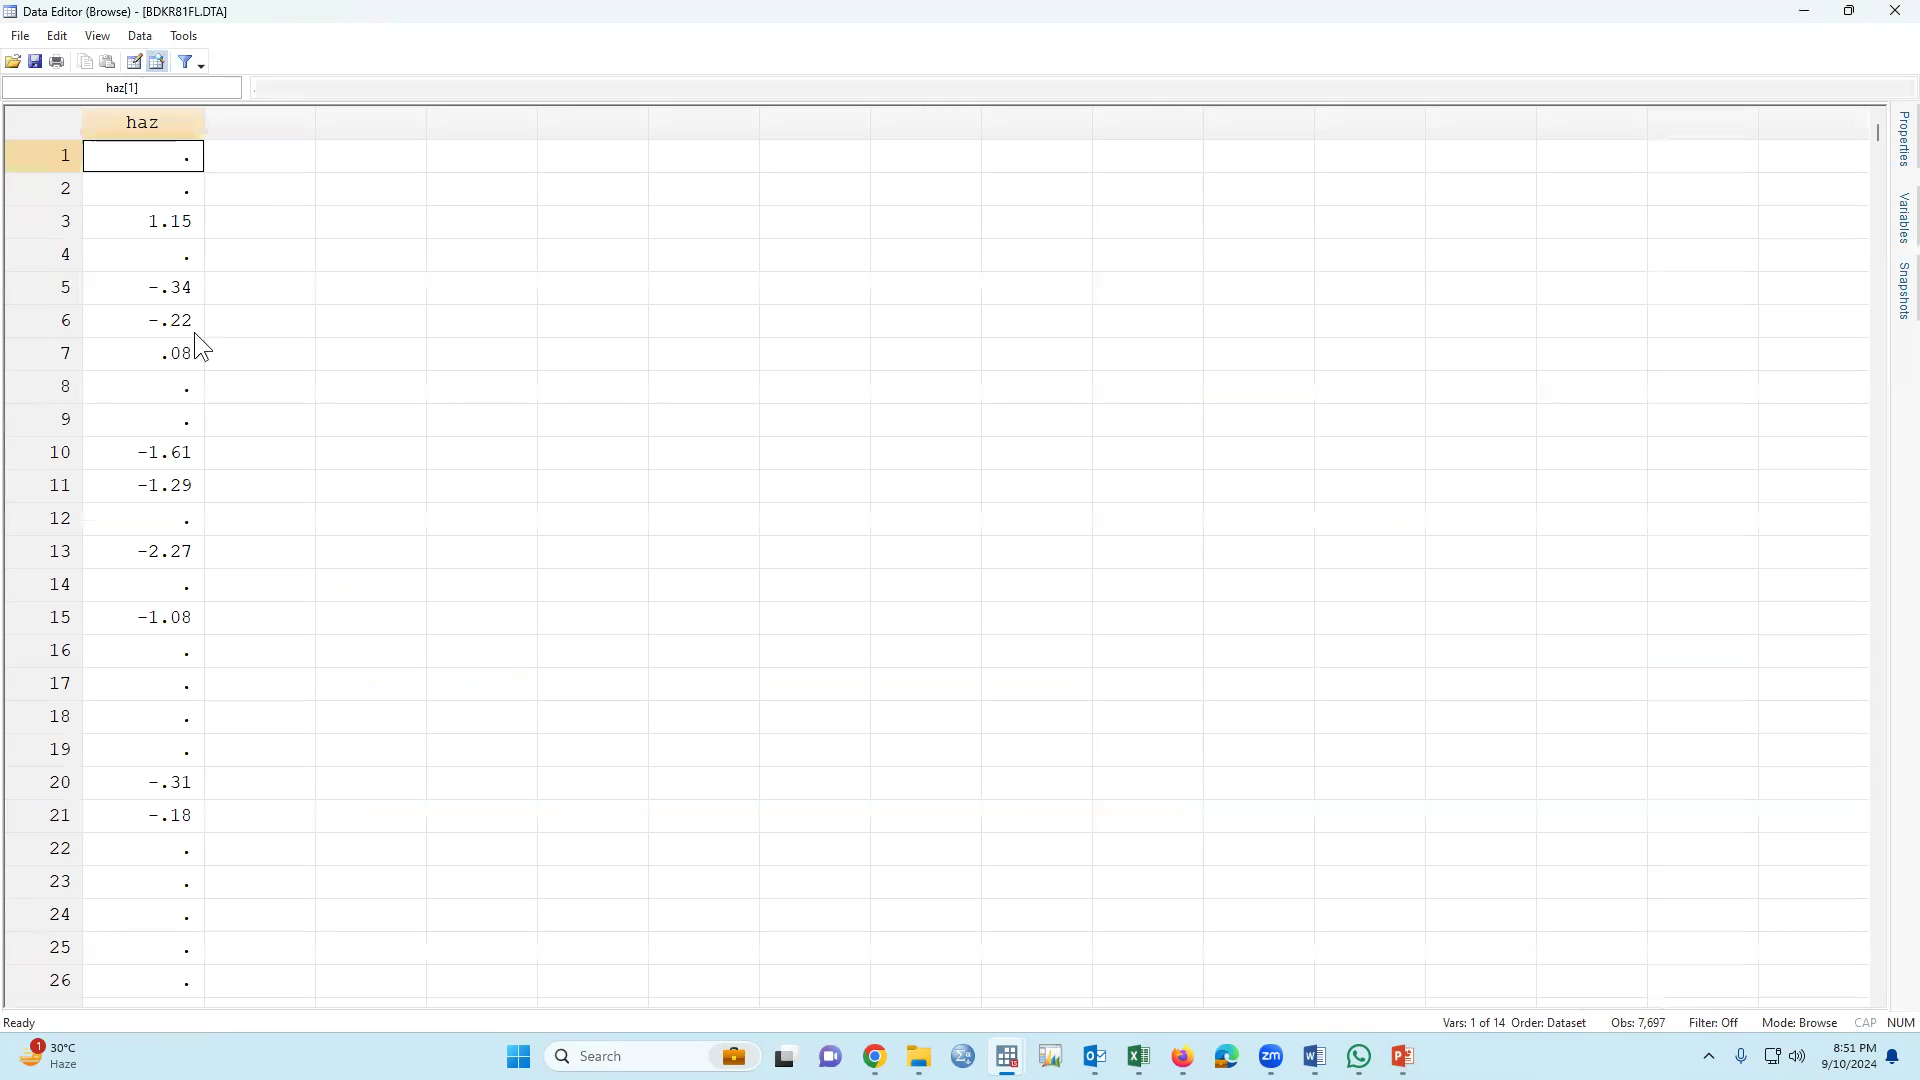 Data Editor (Browse) - [BDKR81FL.DTA]
File Edit View Data Tools
haz[1] .
haz
1 .
2 .
3 1.15
4 .
5 -.34
6 -.22
7 .08
8 .
9 .
10 -1.61
11 -1.29
12 .
13 -2.27
14 .
15 -1.08
16 .
17 .
18 .
19 .
20 -.31
21 -.18
22 .
23 .
24 .
25 .
26 .
Properties
Variables
Snapshots
Ready Vars: 1 of 14 Order: Dataset Obs: 7,697 Filter: Off Mode: Browse CAP NUM
1 30°C
Haze
Search
zm
8:51 PM
9/10/2024